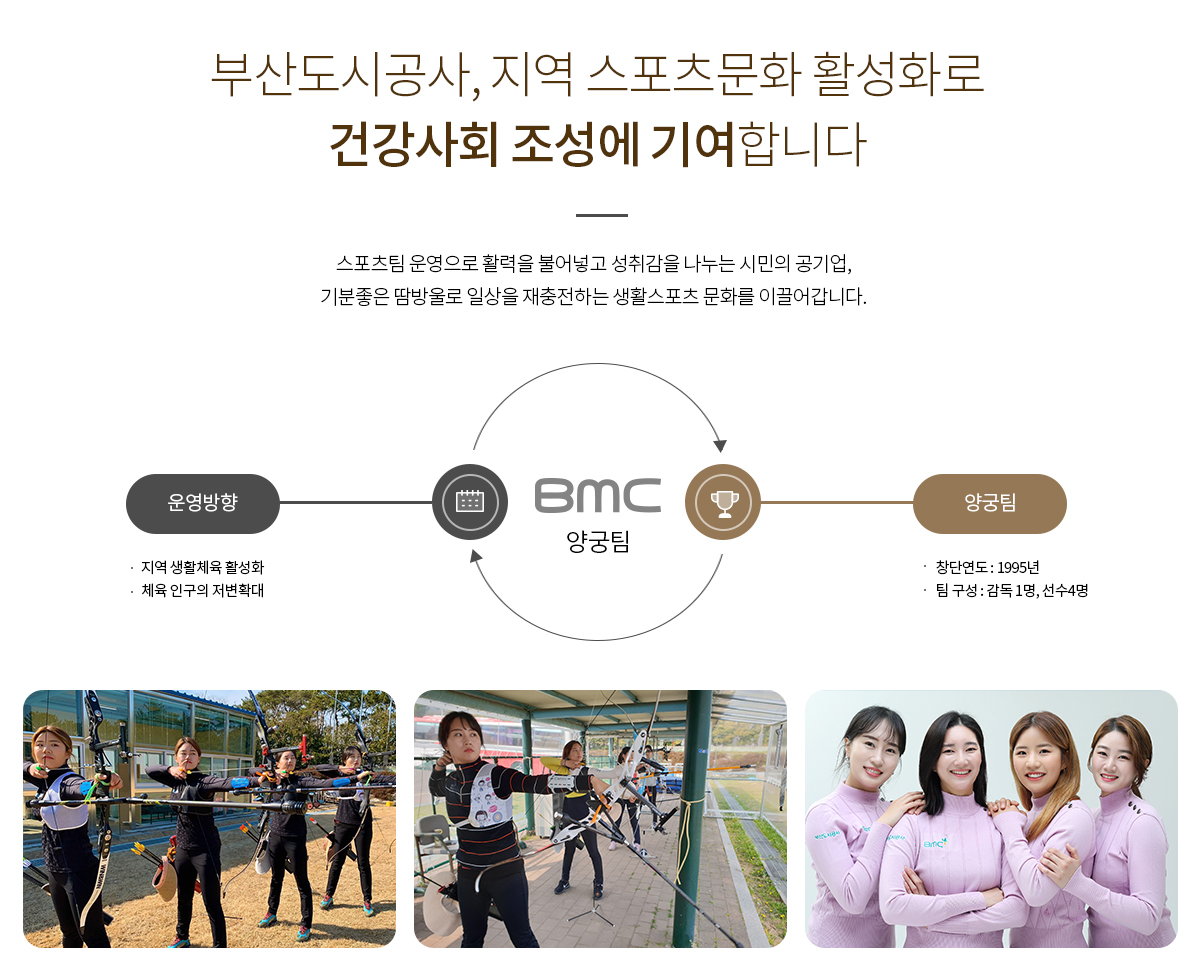 부산도시공사, 지역 스포츠문화 활성화로
건강사회 조성에 기여합니다
스포츠팀 운영으로 활력을 불어넣고 성취감을 나누는 시민의 공기업,
기분좋은 땀방울로 일상을 재충전하는 생활스포츠 문화를 이끌어갑니다.
운영방향
· 지역 생활체육 활성화
· 체육 인구의 저변확대
BMC
양궁팀
양궁팀
· 창단연도 : 1995년
· 팀 구성 : 감독 1명, 선수4명
부산도시공사
BMC